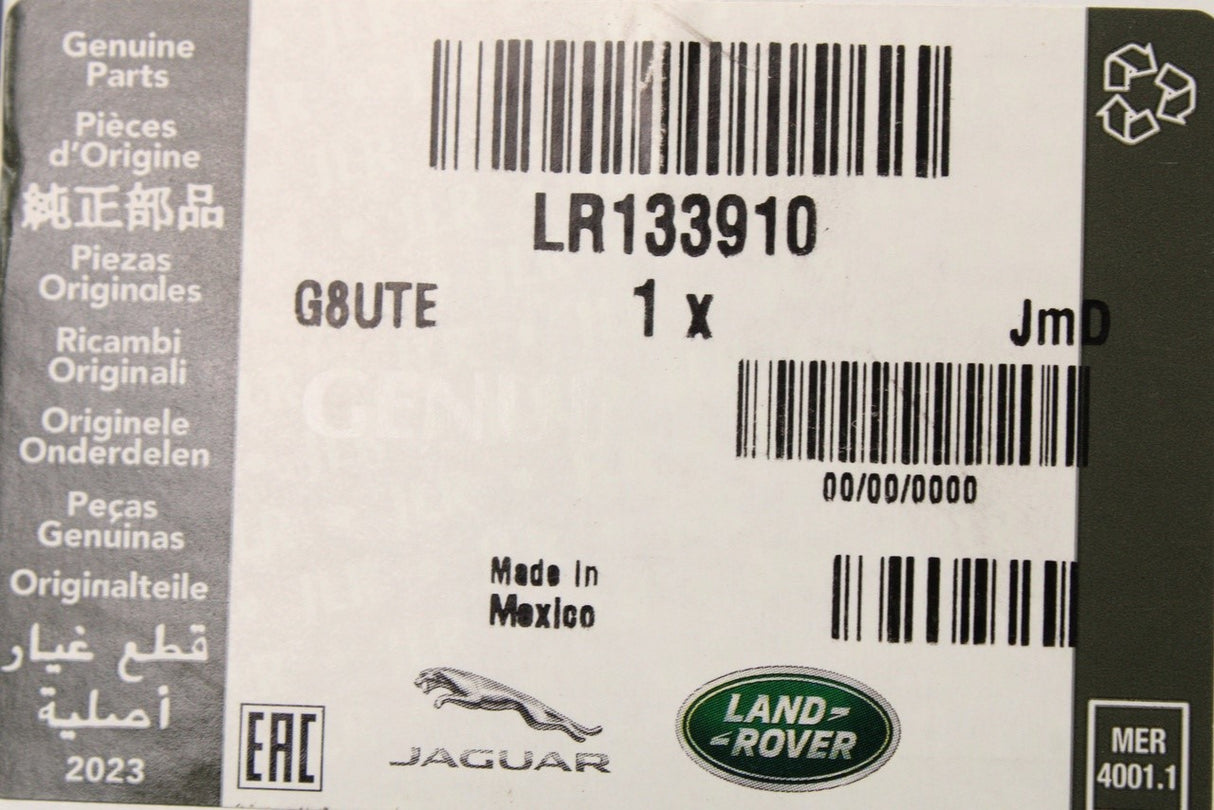 Genuine
Parts
Pièces
d'Origine
純正部品
Piezas
Originales
Ricambi
Originali
Originele
Onderdelen
Peças
Genuínas
Originalteile
قطع غيار
أصلية
2023
LR133910
G8UTE 1 x JmD
GENU
00/00/0000
Made In
Mexico
EAC
JAGUAR
LAND-
-ROVER
MER
4001.1